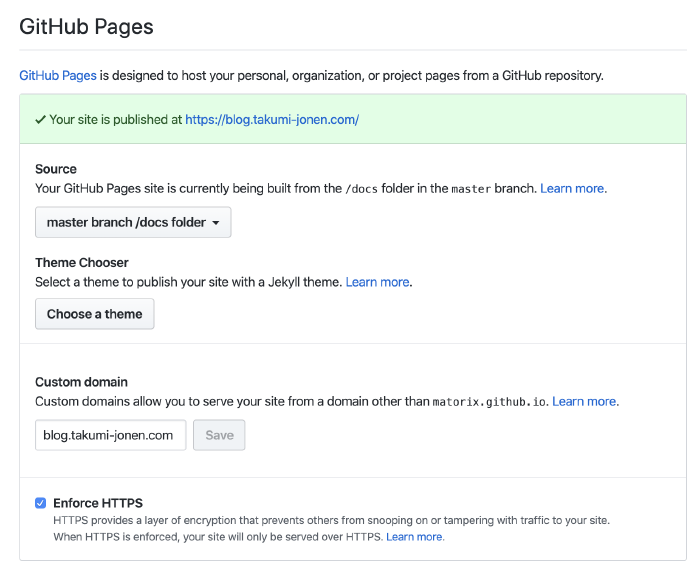 GitHub Pages
GitHub Pages is designed to host your personal, organization, or project pages from a GitHub repository.
✓ Your site is published at https://blog.takumi-jonen.com/
Source
Your GitHub Pages site is currently being built from the /docs folder in the master branch. Learn more.
master branch /docs folder
Theme Chooser
Select a theme to publish your site with a Jekyll theme. Learn more.
Choose a theme
Custom domain
Custom domains allow you to serve your site from a domain other than matorix.github.io. Learn more.
blog.takumi-jonen.com Save
Enforce HTTPS
HTTPS provides a layer of encryption that prevents others from snooping on or tampering with traffic to your site.
When HTTPS is enforced, your site will only be served over HTTPS. Learn more.